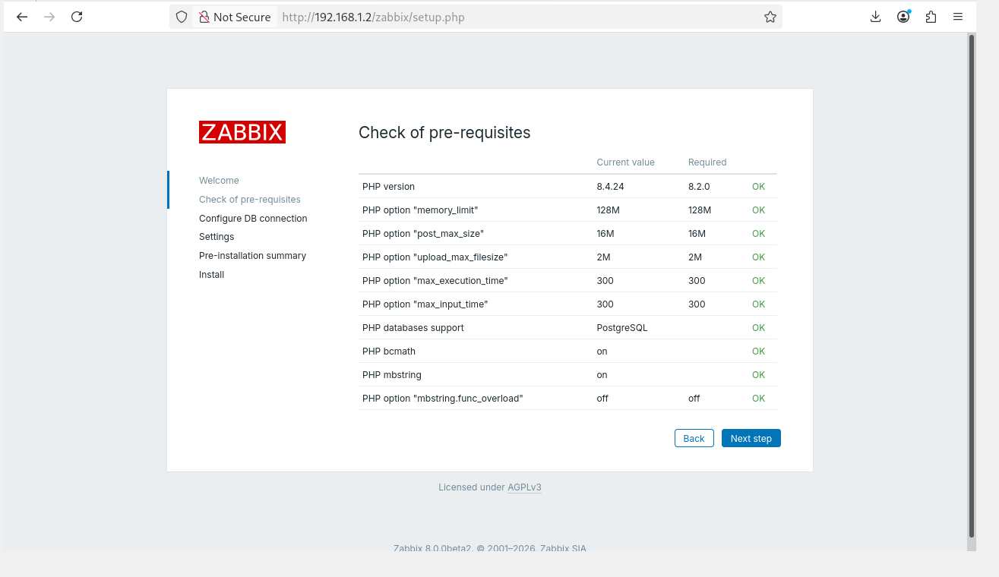 Not Secure http://192.168.1.2/zabbix/setup.php
ZABBIX
Welcome
Check of pre-requisites
Configure DB connection
Settings
Pre-installation summary
Install
Check of pre-requisites
Current value Required
PHP version 8.4.24 8.2.0 OK
PHP option "memory_limit" 128M 128M OK
PHP option "post_max_size" 16M 16M OK
PHP option "upload_max_filesize" 2M 2M OK
PHP option "max_execution_time" 300 300 OK
PHP option "max_input_time" 300 300 OK
PHP databases support PostgreSQL OK
PHP bcmath on OK
PHP mbstring on OK
PHP option "mbstring.func_overload" off off OK
Back Next step
Licensed under AGPLv3
Zabbix 8.0.0beta2. © 2001–2026, Zabbix SIA